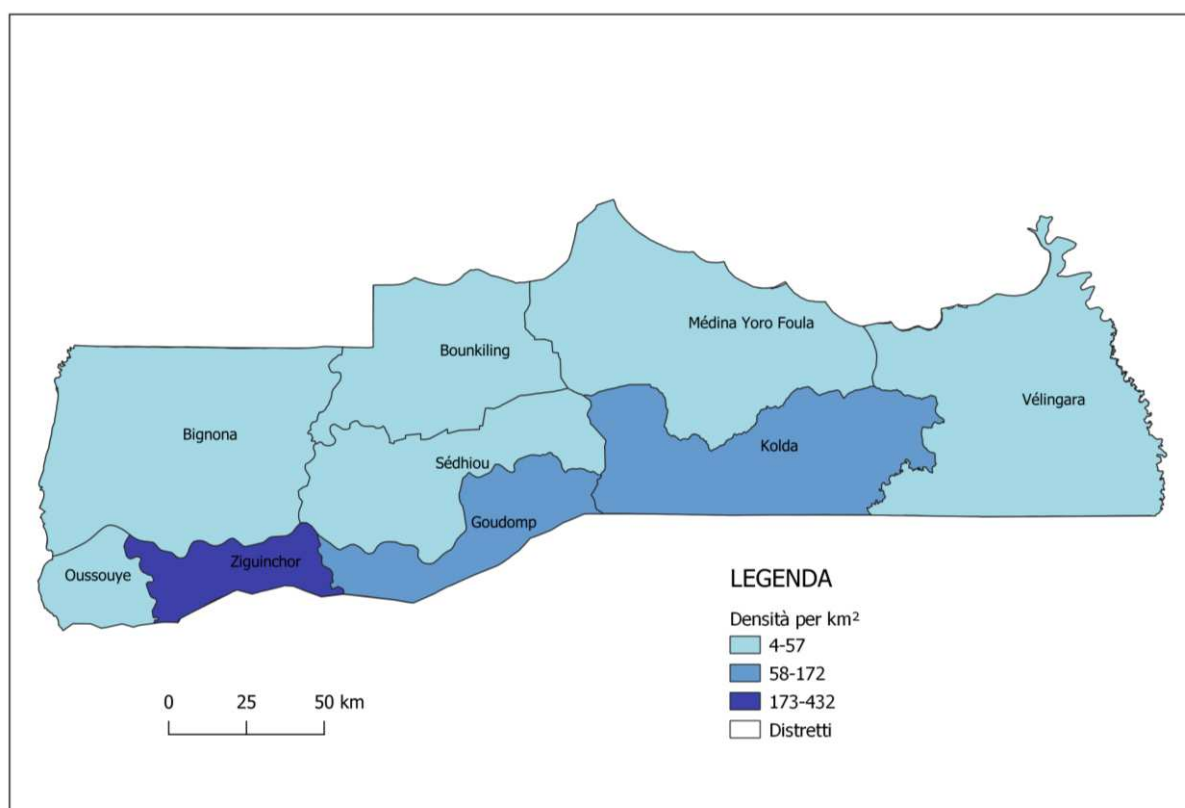 Médina Yoro Foula
Bounkiling
Vélingara
Bignona
Kolda
Sédhiou
Goudomp
Ziguinchor
Oussouye
LEGENDA
Densità per km²
4-57
58-172
173-432
Distretti
0 25 50 km